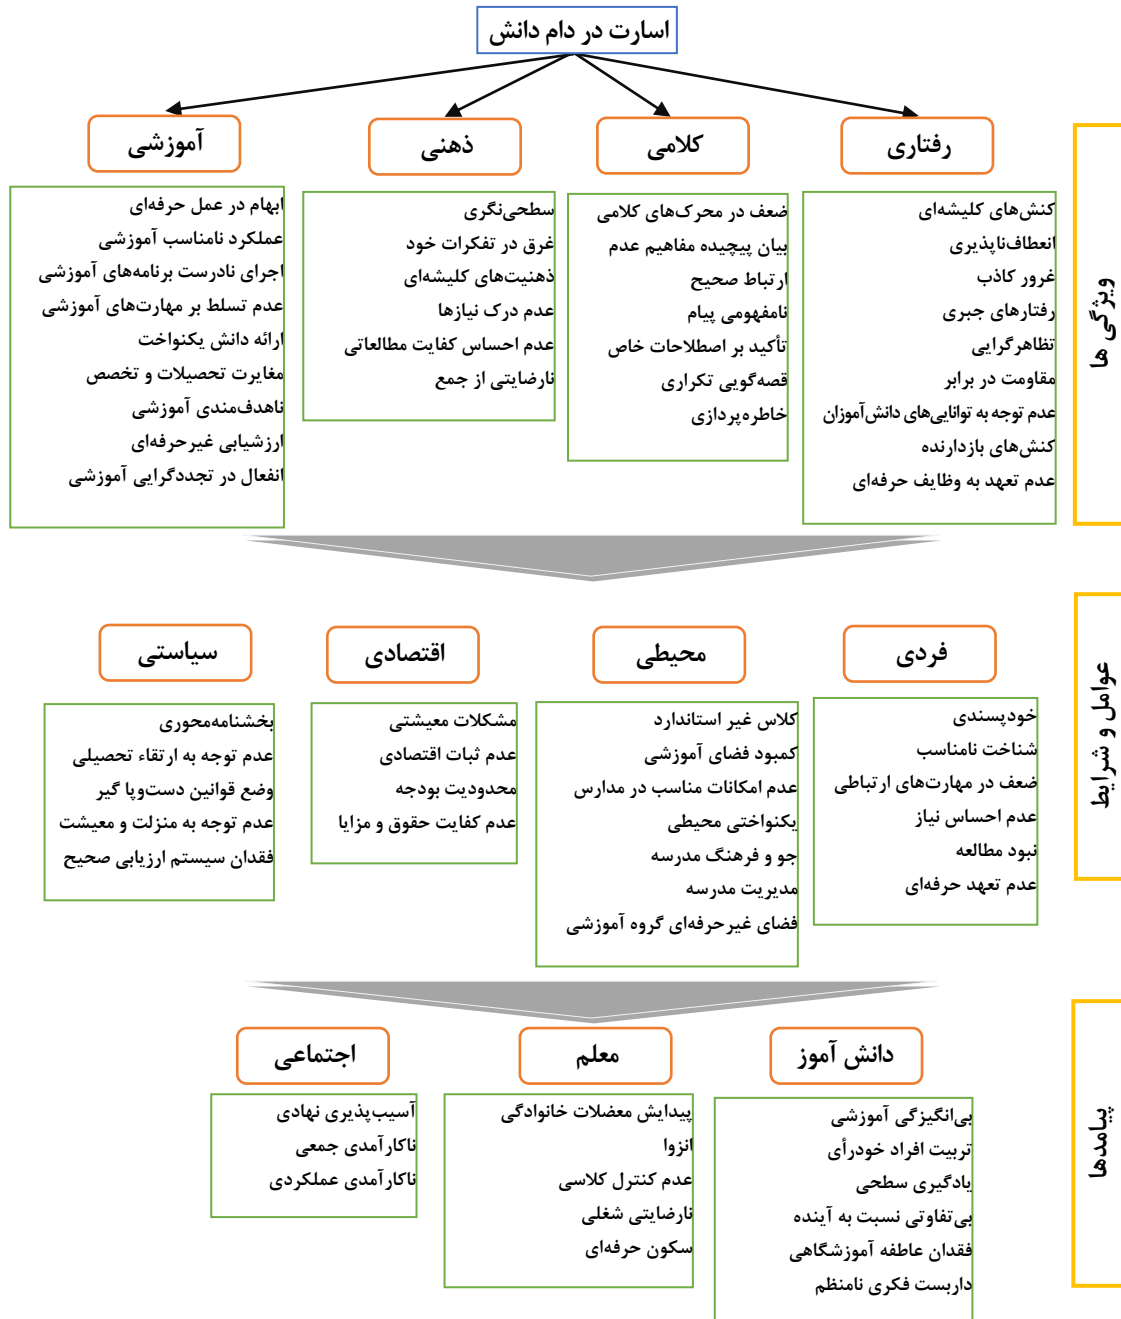 اسارت در دام دانش
ویژگی ها
رفتاری
کنش‌های کلیشه‌ای
انعطاف‌ناپذیری
غرور کاذب
رفتارهای جبری
تظاهرگرایی
مقاومت در برابر
عدم توجه به توانایی‌های دانش‌آموزان
کنش‌های بازدارنده
عدم تعهد به وظایف حرفه‌ای
کلامی
ضعف در محرک‌های کلامی
بیان پیچیده مفاهیم عدم
ارتباط صحیح
نامفهومی پیام
تأکید بر اصطلاحات خاص
قصه‌گویی تکراری
خاطره‌پردازی
ذهنی
سطحی‌نگری
غرق در تفکرات خود
ذهنیت‌های کلیشه‌ای
عدم درک نیازها
عدم احساس کفایت مطالعاتی
نارضایتی از جمع
آموزشی
ابهام در عمل حرفه‌ای
عملکرد نامناسب آموزشی
اجرای نادرست برنامه‌های آموزشی
عدم تسلط بر مهارت‌های آموزشی
ارائه دانش یکنواخت
مغایرت تحصیلات و تخصص
ناهدف‌مندی آموزشی
ارزشیابی غیرحرفه‌ای
انفعال در تجددگرایی آموزشی
عوامل و شرایط
فردی
خودپسندی
شناخت نامناسب
ضعف در مهارت‌های ارتباطی
عدم احساس نیاز
نبود مطالعه
عدم تعهد حرفه‌ای
محیطی
کلاس غیر استاندارد
کمبود فضای آموزشی
عدم امکانات مناسب در مدارس
یکنواختی محیطی
جو و فرهنگ مدرسه
مدیریت مدرسه
فضای غیرحرفه‌ای گروه آموزشی
اقتصادی
مشکلات معیشتی
عدم ثبات اقتصادی
محدودیت بودجه
عدم کفایت حقوق و مزایا
سیاستی
بخشنامه‌محوری
عدم توجه به ارتقاء تحصیلی
وضع قوانین دست‌وپا گیر
عدم توجه به منزلت و معیشت
فقدان سیستم ارزیابی صحیح
پیامدها
دانش آموز
بی‌انگیزگی آموزشی
تربیت افراد خودرأی
یادگیری سطحی
بی‌تفاوتی نسبت به آینده
فقدان عاطفه آموزشگاهی
داربست فکری نامنظم
معلم
پیدایش معضلات خانوادگی
انزوا
عدم کنترل کلاسی
نارضایتی شغلی
سکون حرفه‌ای
اجتماعی
آسیب‌پذیری نهادی
ناکارآمدی جمعی
ناکارآمدی عملکردی